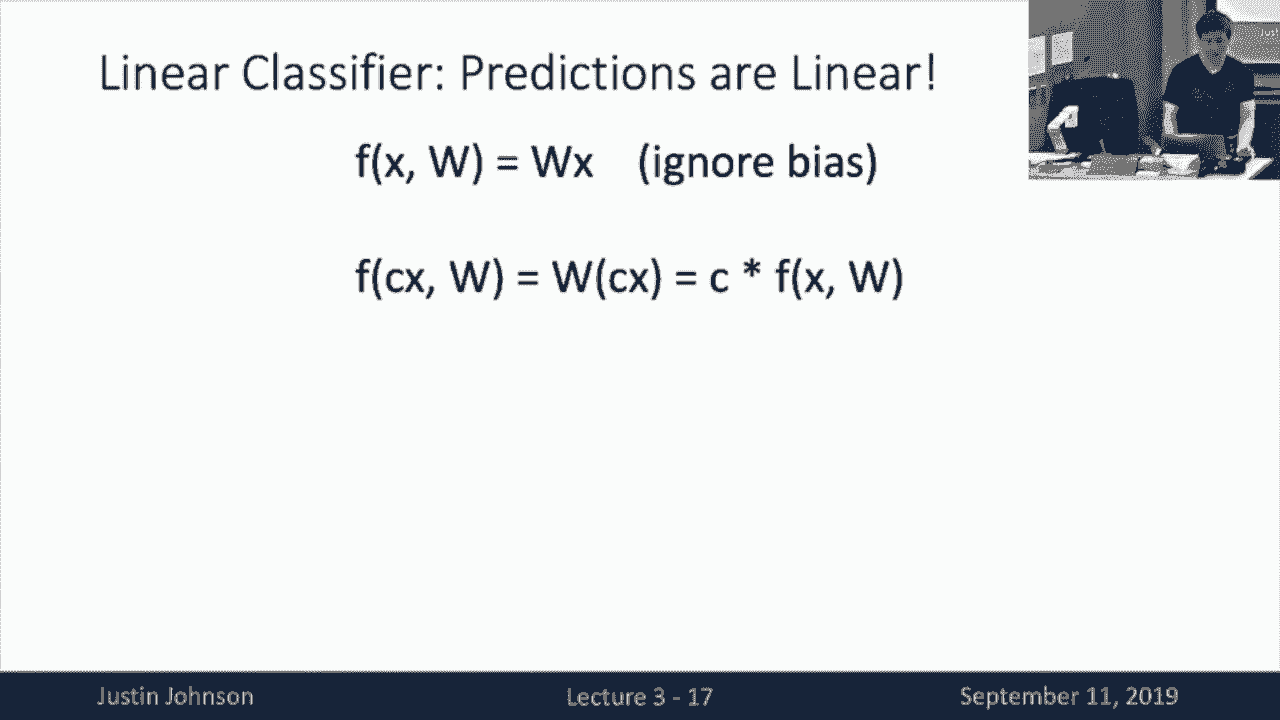 Linear Classifier: Predictions are Linear!
f(x, W) = Wx (ignore bias)
f(cx, W) = W(cx) = c * f(x, W)
Justin Johnson
Lecture 3 - 17
September 11, 2019